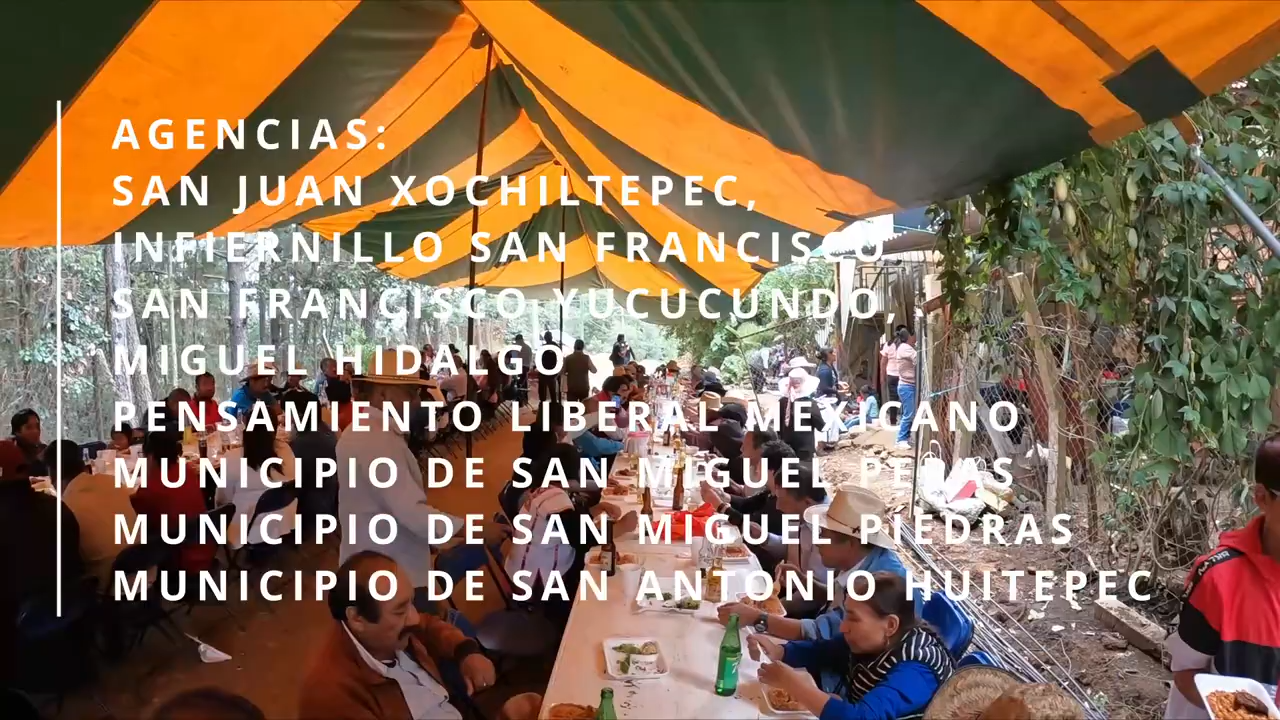 AGENCIAS:
SAN JUAN XOCHILTEPEC,
INFIERNILLO SAN FRANCISCO
SAN FRANCISCO YUCUCUNDO,
MIGUEL HIDALGO
PENSAMIENTO LIBERAL MEXICANO
MUNICIPIO DE SAN MIGUEL PERAS
MUNICIPIO DE SAN MIGUEL PIEDRAS
MUNICIPIO DE SAN ANTONIO HUITEPEC